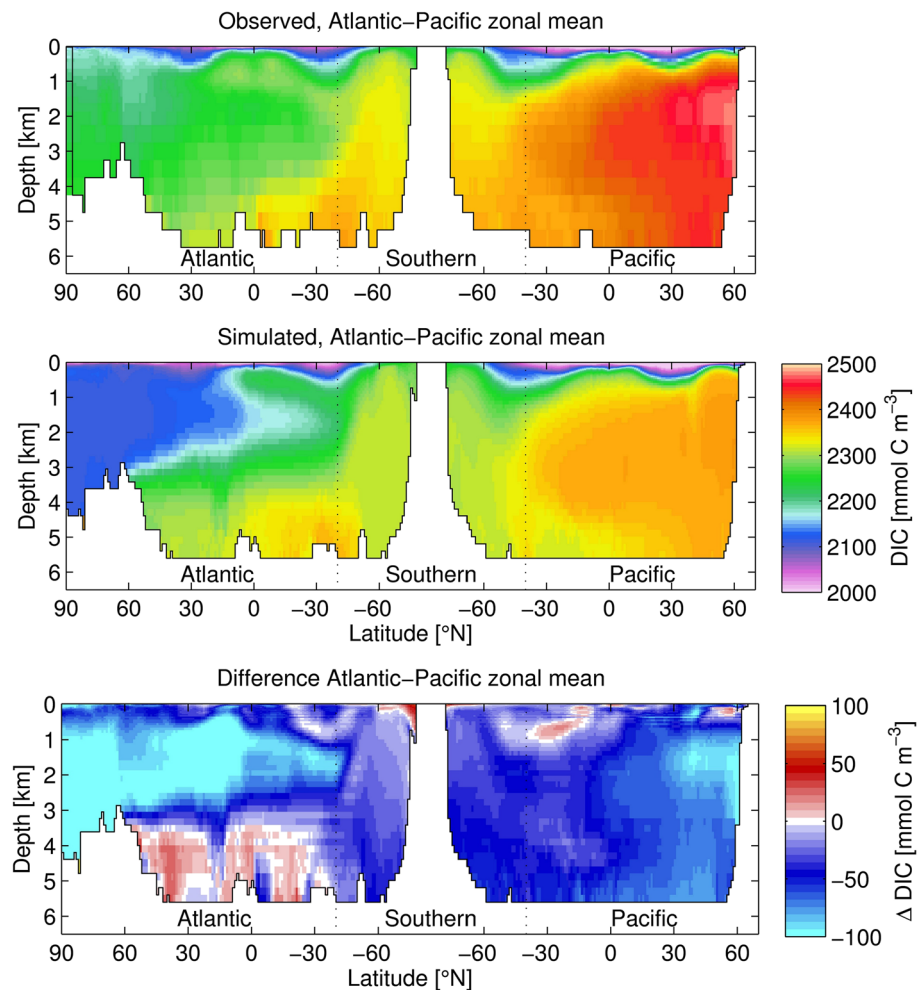 Observed, Atlantic−Pacific zonal mean
0
1
2
3
4
5
6
Depth [km]
Atlantic Southern Pacific
90 60 30 0 −30 −60 −60 −30 0 30 60
Simulated, Atlantic−Pacific zonal mean
0
1
2
3
4
5
6
Depth [km]
Atlantic Southern Pacific
90 60 30 0 −30 −60 −60 −30 0 30 60
Latitude [°N]
2500
2400
2300
2200
2100
2000
DIC [mmol C m−3]
Difference Atlantic−Pacific zonal mean
0
1
2
3
4
5
6
Depth [km]
Atlantic Southern Pacific
90 60 30 0 −30 −60 −60 −30 0 30 60
Latitude [°N]
100
50
0
−50
−100
Δ DIC [mmol C m−3]